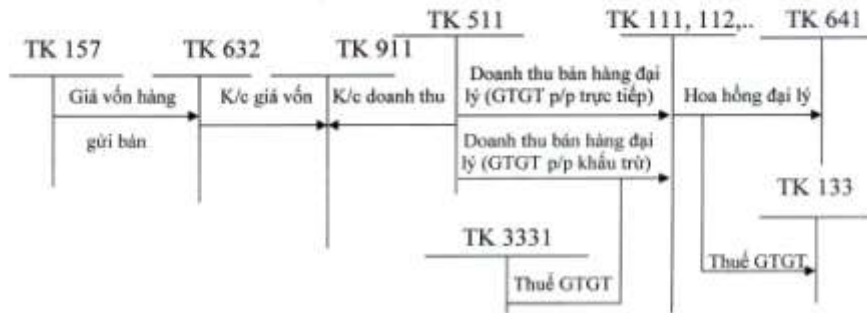 TK 511
TK 111, 112,..
TK 641
TK 157
TK 632
TK 911
Giá vốn hàng
gửi bán
K/c giá vốn
K/c doanh thu
Doanh thu bán hàng đại
lý (GTGT p/p trực tiếp)
Hoa hồng đại lý
Doanh thu bán hàng đại
lý (GTGT p/p khấu trừ)
TK 133
TK 3331
Thuế GTGT
Thuế GTGT